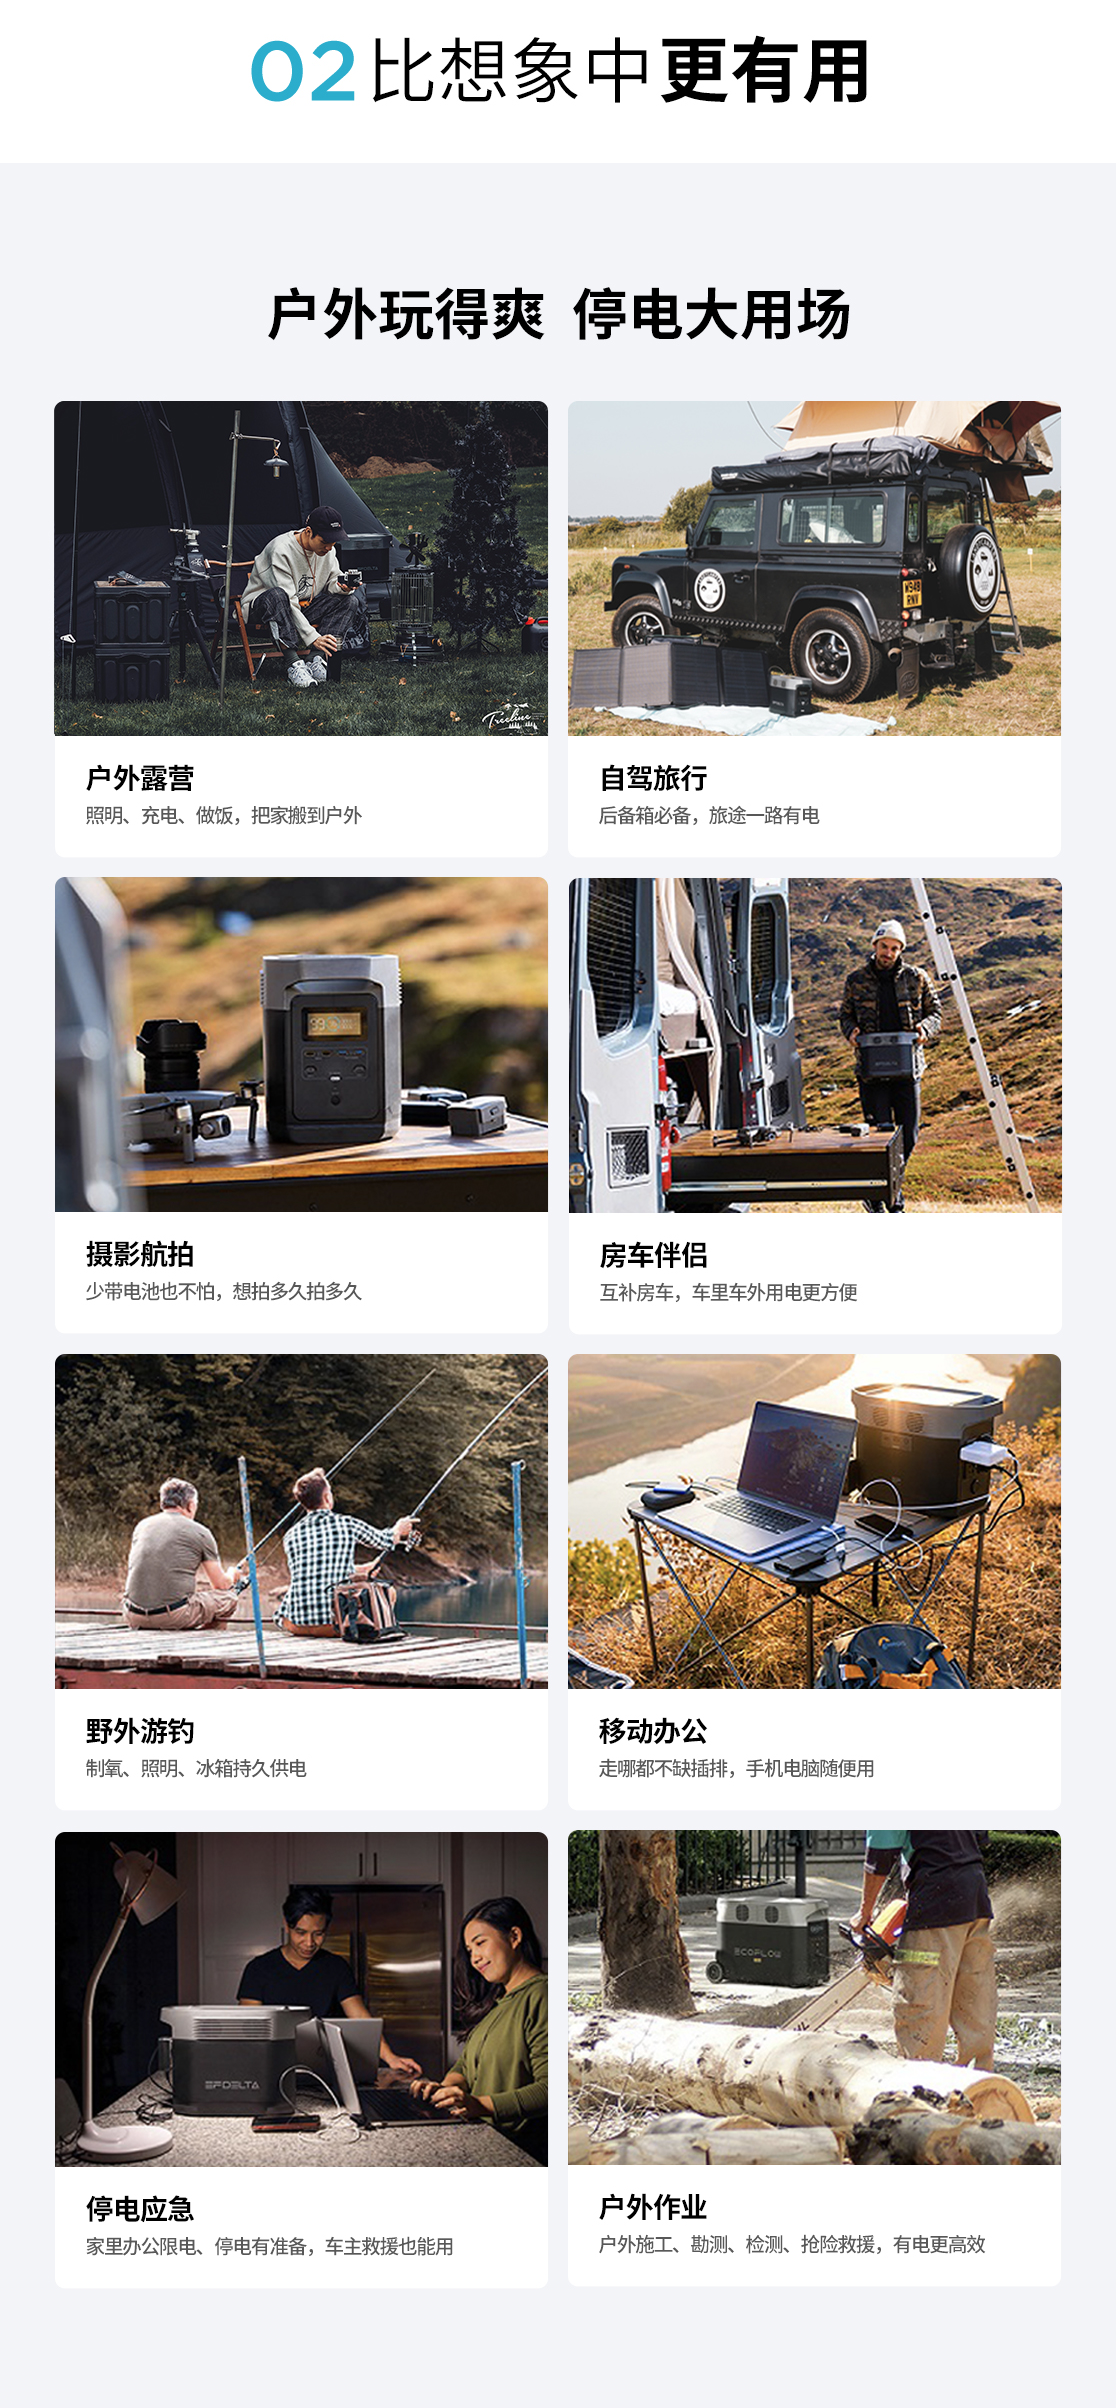 02比想象中更有用
户外玩得爽 停电大用场
Treeline
W648
RNV
户外露营
照明、充电、做饭，把家搬到户外
自驾旅行
后备箱必备，旅途一路有电
99
摄影航拍
少带电池也不怕，想拍多久拍多久
房车伴侣
互补房车，车里车外用电更方便
野外游钓
制氧、照明、冰箱持久供电
移动办公
走哪都不缺插排，手机电脑随便用
EFDELTA
ECOFLOW
停电应急
家里办公限电、停电有准备，车主救援也能用
户外作业
户外施工、勘测、检测、抢险救援，有电更高效